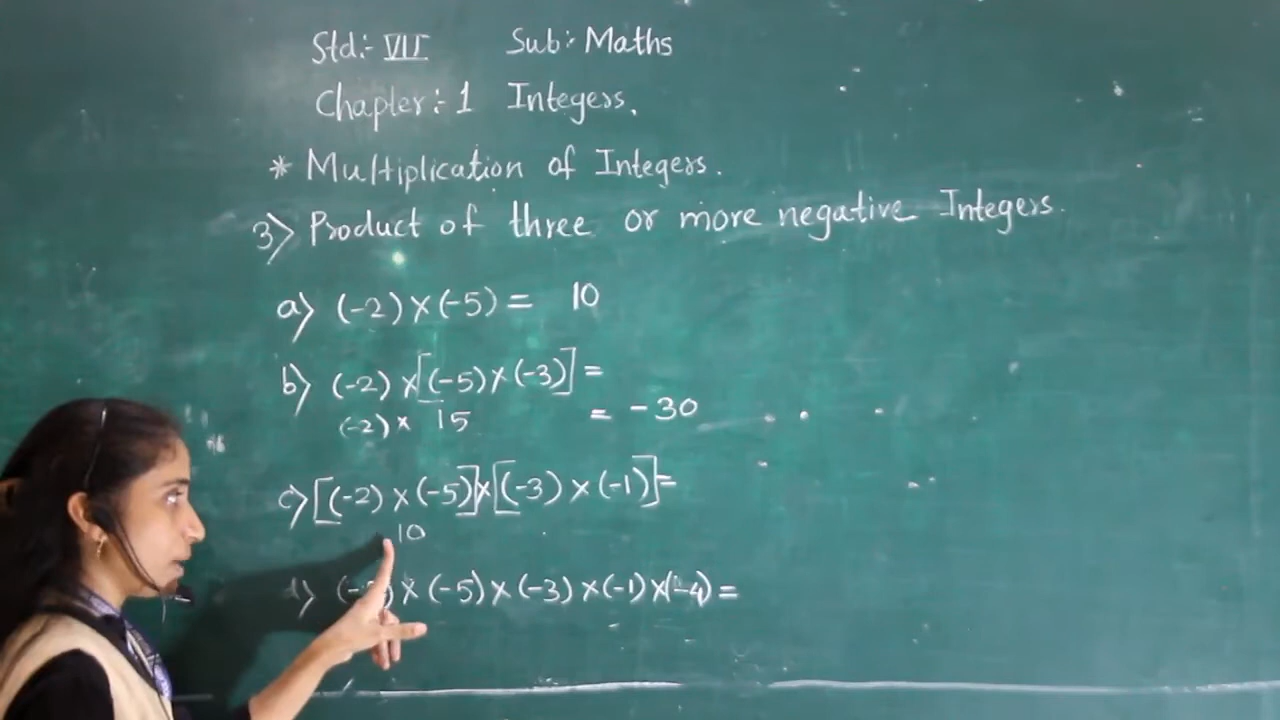 Std:- VII Sub:- Maths
Chapter:- 1 Integers.
* Multiplication of Integers.
3) Product of three or more negative Integers.
a) (-2) × (-5) = 10
b) (-2) × [(-5) × (-3)] =
(-2) × 15 = -30
c) [(-2) × (-5)] × [(-3) × (-1)] =
10
d) × (-5) × (-3) × (-1) × (-4) =